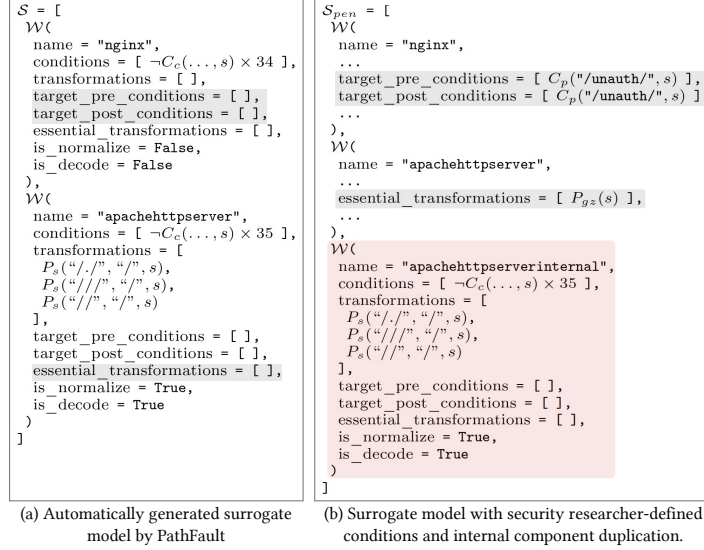 𝒮 = [
𝒲(
name = "nginx",
conditions = [ ¬C_c(..., s) × 34 ],
transformations = [ ],
target_pre_conditions = [ ],
target_post_conditions = [ ],
essential_transformations = [ ],
is_normalize = False,
is_decode = False
),
𝒲(
name = "apachehttpserver",
conditions = [ ¬C_c(..., s) × 35 ],
transformations = [
P_s(“/./”, “/”, s),
P_s(“///”, “/”, s),
P_s(“//”, “/”, s)
],
target_pre_conditions = [ ],
target_post_conditions = [ ],
essential_transformations = [ ],
is_normalize = True,
is_decode = True
)
]
(a) Automatically generated surrogate
model by PathFault
𝒮_pen = [
𝒲(
name = "nginx",
...
target_pre_conditions = [ C_p("/unauth/", s) ],
target_post_conditions = [ C_p("/unauth/", s) ]
...
),
𝒲(
name = "apachehttpserver",
...
essential_transformations = [ P_gz(s) ],
...
),
𝒲(
name = "apachehttpserverinternal",
conditions = [ ¬C_c(..., s) × 35 ],
transformations = [
P_s(“/./”, “/”, s),
P_s(“///”, “/”, s),
P_s(“//”, “/”, s)
],
target_pre_conditions = [ ],
target_post_conditions = [ ],
essential_transformations = [ ],
is_normalize = True,
is_decode = True
)
]
(b) Surrogate model with security researcher-defined
conditions and internal component duplication.